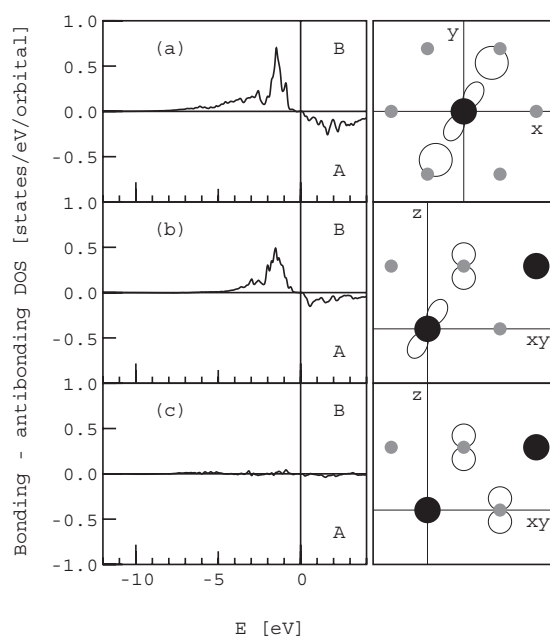 Bonding - antibonding DOS [states/eV/orbital]
1.0
0.5
0.0
-0.5
(a)
B
A
y
x
1.0
0.5
0.0
-0.5
(b)
B
A
z
xy
1.0
0.5
0.0
-0.5
-1.0
(c)
B
A
z
xy
-10
-5
0
E [eV]